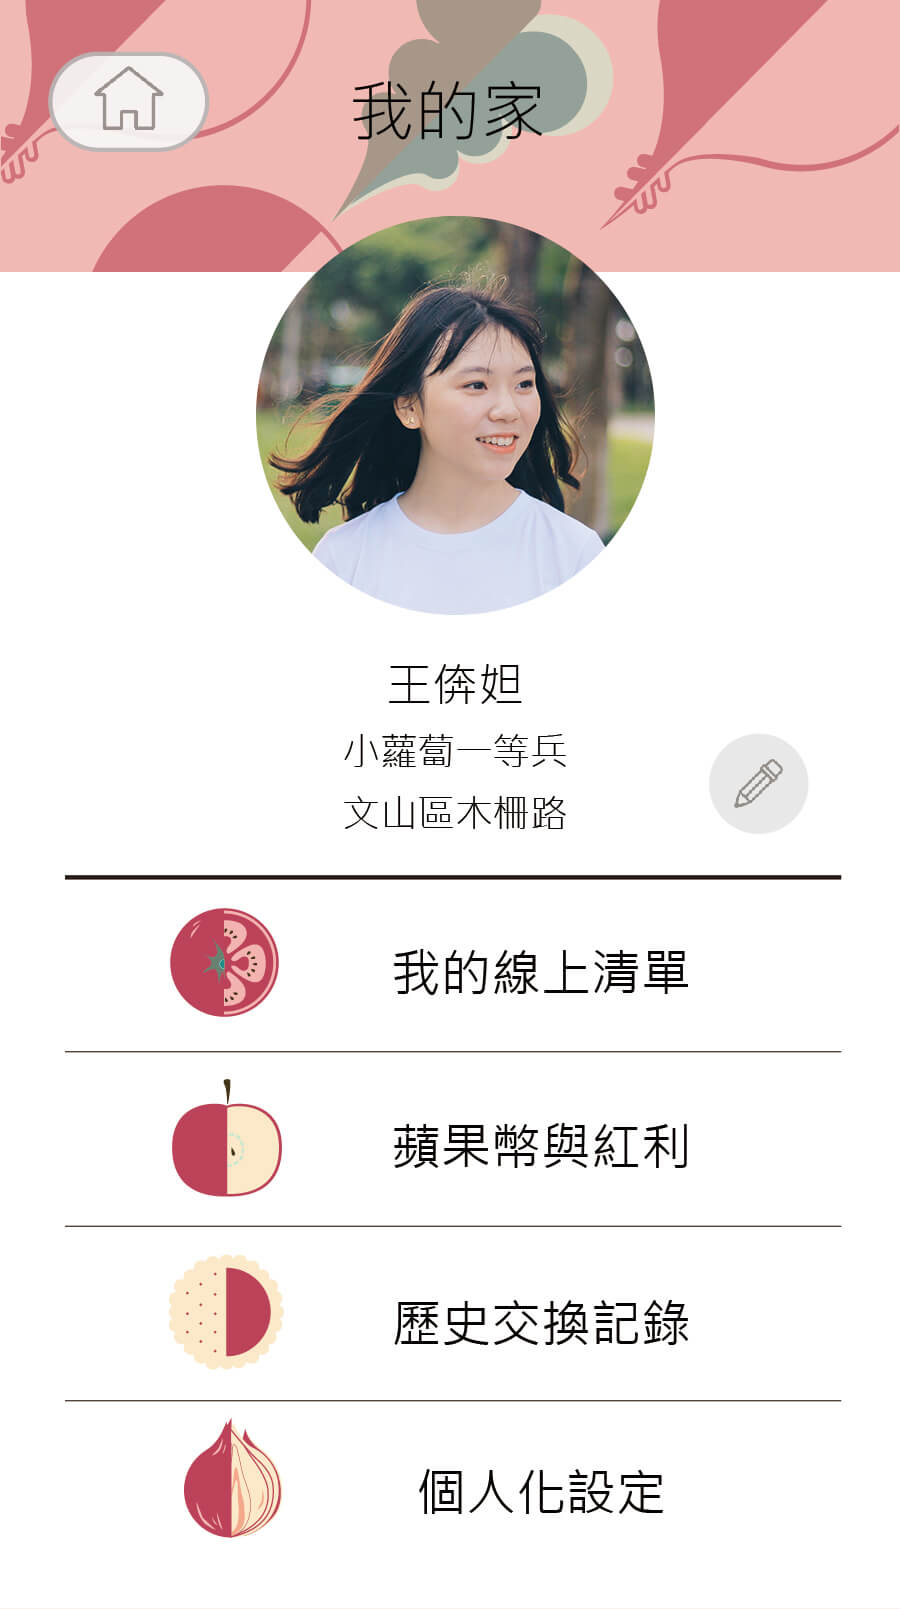 我的家
王倴妲
小蘿蔔一等兵
文山區木柵路
我的線上清單
蘋果幣與紅利
歷史交換記錄
個人化設定